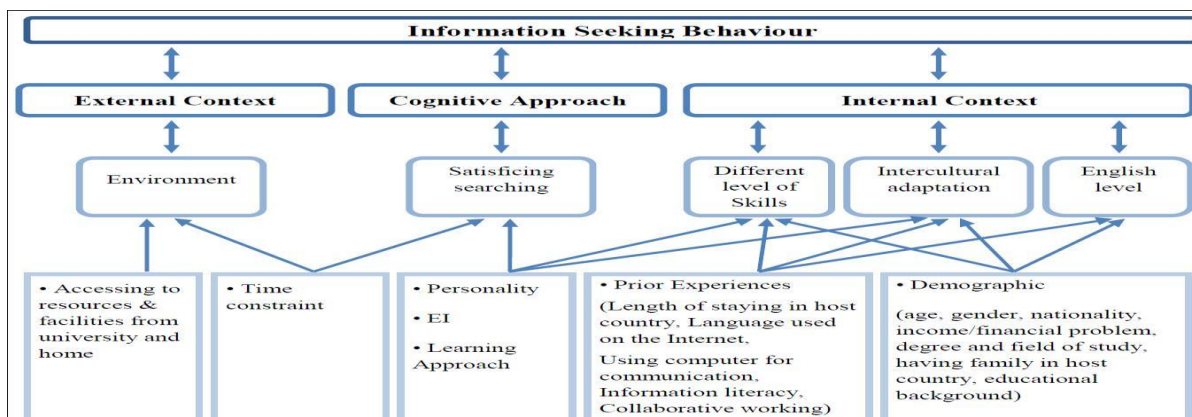 Information Seeking Behaviour
External Context
Cognitive Approach
Internal Context
Environment
Satisficing
searching
Different
level of
Skills
Intercultural
adaptation
English
level
• Accessing to
resources &
facilities from
university and
home
• Time
constraint
• Personality
• EI
• Learning
Approach
• Prior Experiences
(Length of staying in host
country, Language used
on the Internet,
Using computer for
communication,
Information literacy,
Collaborative working)
• Demographic
(age, gender, nationality,
income/financial problem,
degree and field of study,
having family in host
country, educational
background)